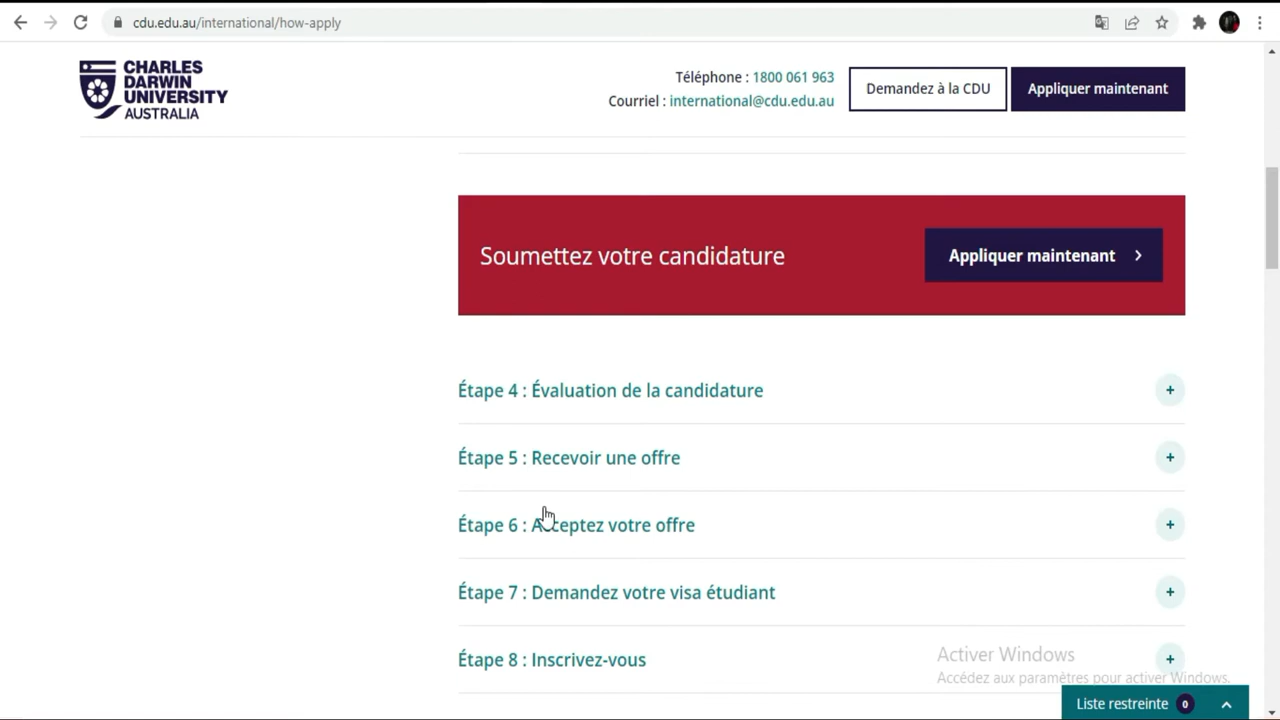 cdu.edu.au/international/how-apply
CHARLES
DARWIN
UNIVERSITY
AUSTRALIA
Téléphone : 1800 061 963
Courriel : international@cdu.edu.au
Demandez à la CDU
Appliquer maintenant
Soumettez votre candidature
Appliquer maintenant
Étape 4 : Évaluation de la candidature
Étape 5 : Recevoir une offre
Étape 6 : Acceptez votre offre
Étape 7 : Demandez votre visa étudiant
Étape 8 : Inscrivez-vous
Activer Windows
Accédez aux paramètres pour activer Windows.
Liste restreinte 0